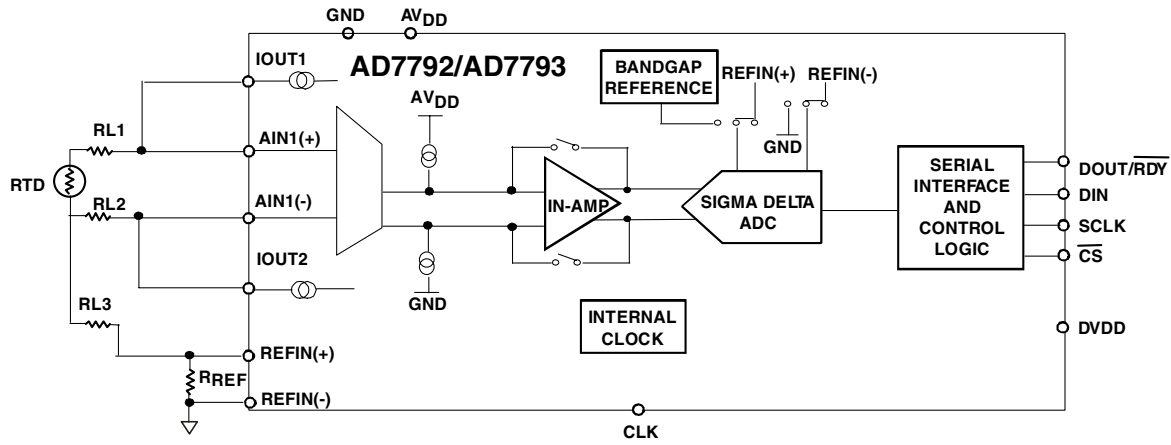 GND AVDD
IOUT1
AD7792/AD7793
BANDGAP
REFERENCE
REFIN(+) REFIN(-)
AVDD
RL1
AIN1(+)
GND
RTD
RL2
AIN1(-)
IN-AMP
SIGMA DELTA
ADC
SERIAL
INTERFACE
AND
CONTROL
LOGIC
DOUT/RDY
DIN
SCLK
CS
IOUT2
GND
RL3
INTERNAL
CLOCK
DVDD
REFIN(+)
RREF
REFIN(-)
CLK